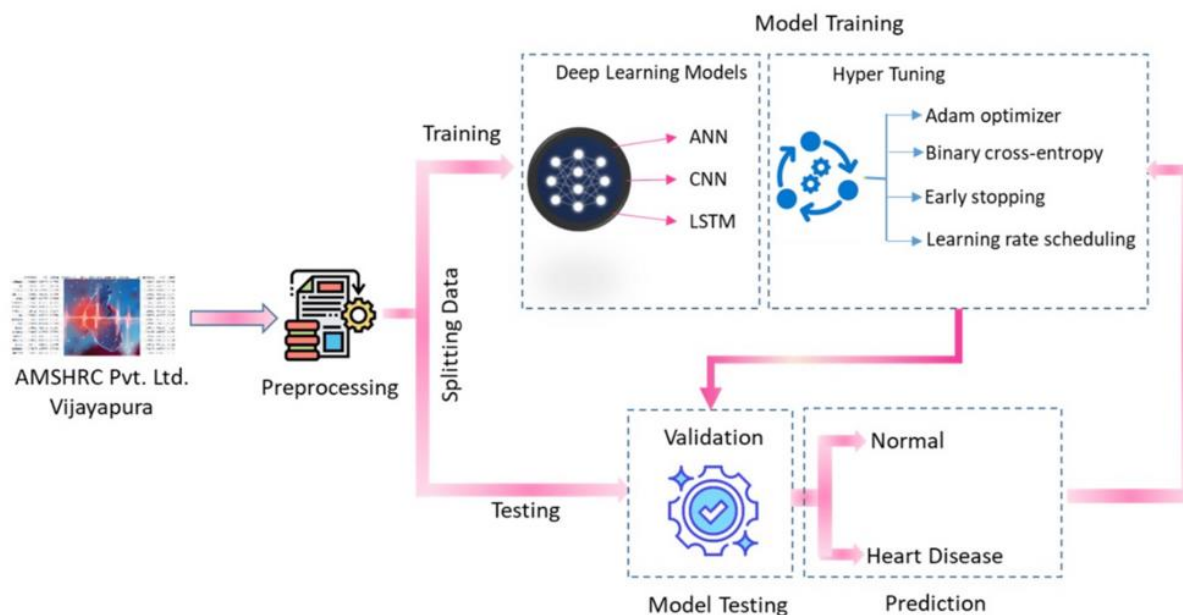 Model Training
Deep Learning Models
Hyper Tuning
Training
ANN
CNN
LSTM
Adam optimizer
Binary cross-entropy
Early stopping
Learning rate scheduling
AMSHRC Pvt. Ltd.
Vijayapura
Preprocessing
Splitting Data
Testing
Validation
Normal
Heart Disease
Model Testing
Prediction